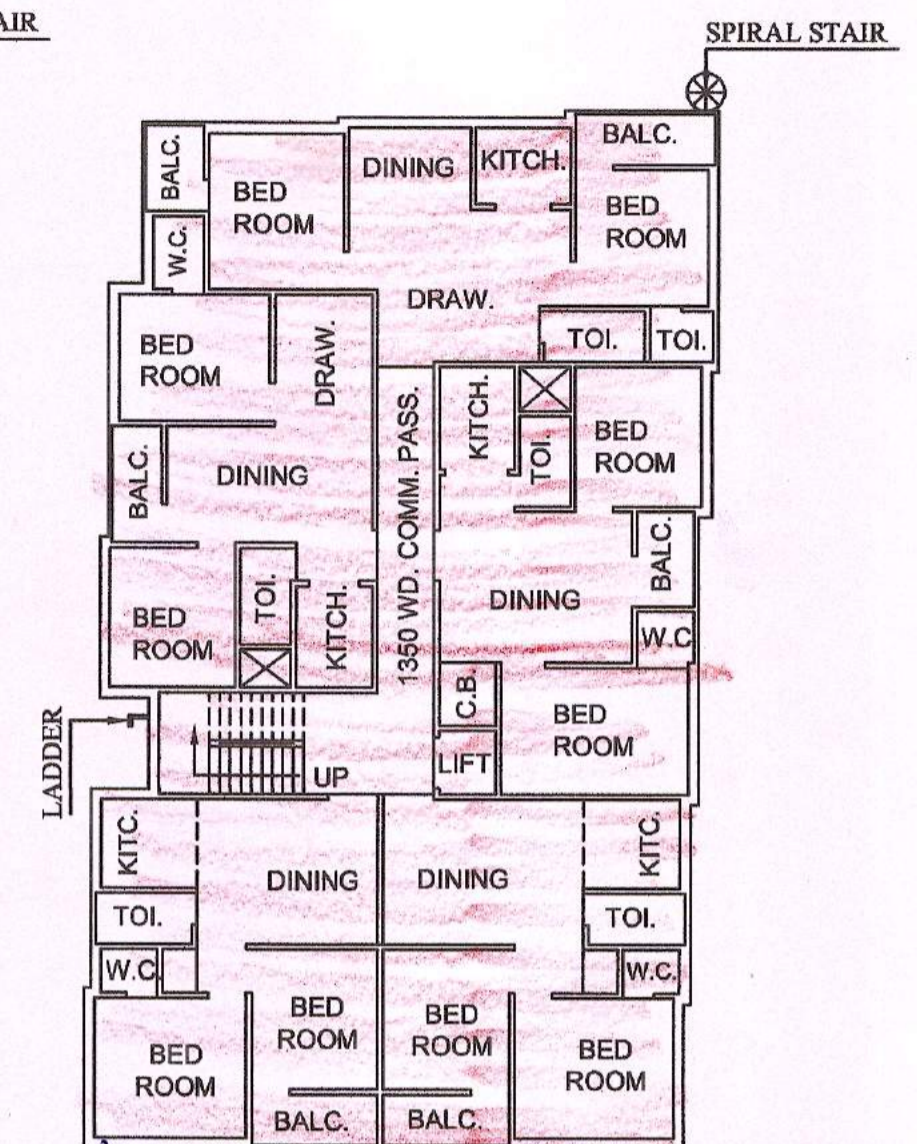 AIR
SPIRAL STAIR
BALC.
BALC.
DINING
KITCH.
BED
ROOM
BED
ROOM
W.C.
DRAW.
TOI.
TOI.
BED
ROOM
DRAW.
KITCH.
BED
ROOM
TOI.
BALC.
DINING
1350 WD. COMM. PASS.
BALC.
DINING
TOI.
KITCH.
BED
ROOM
W.C
C.B.
BED
ROOM
LADDER
UP
LIFT
KITC.
DINING
DINING
KITC.
TOI.
TOI.
W.C
W.C.
BED
ROOM
BED
ROOM
BED
ROOM
BED
ROOM
BALC.
BALC.